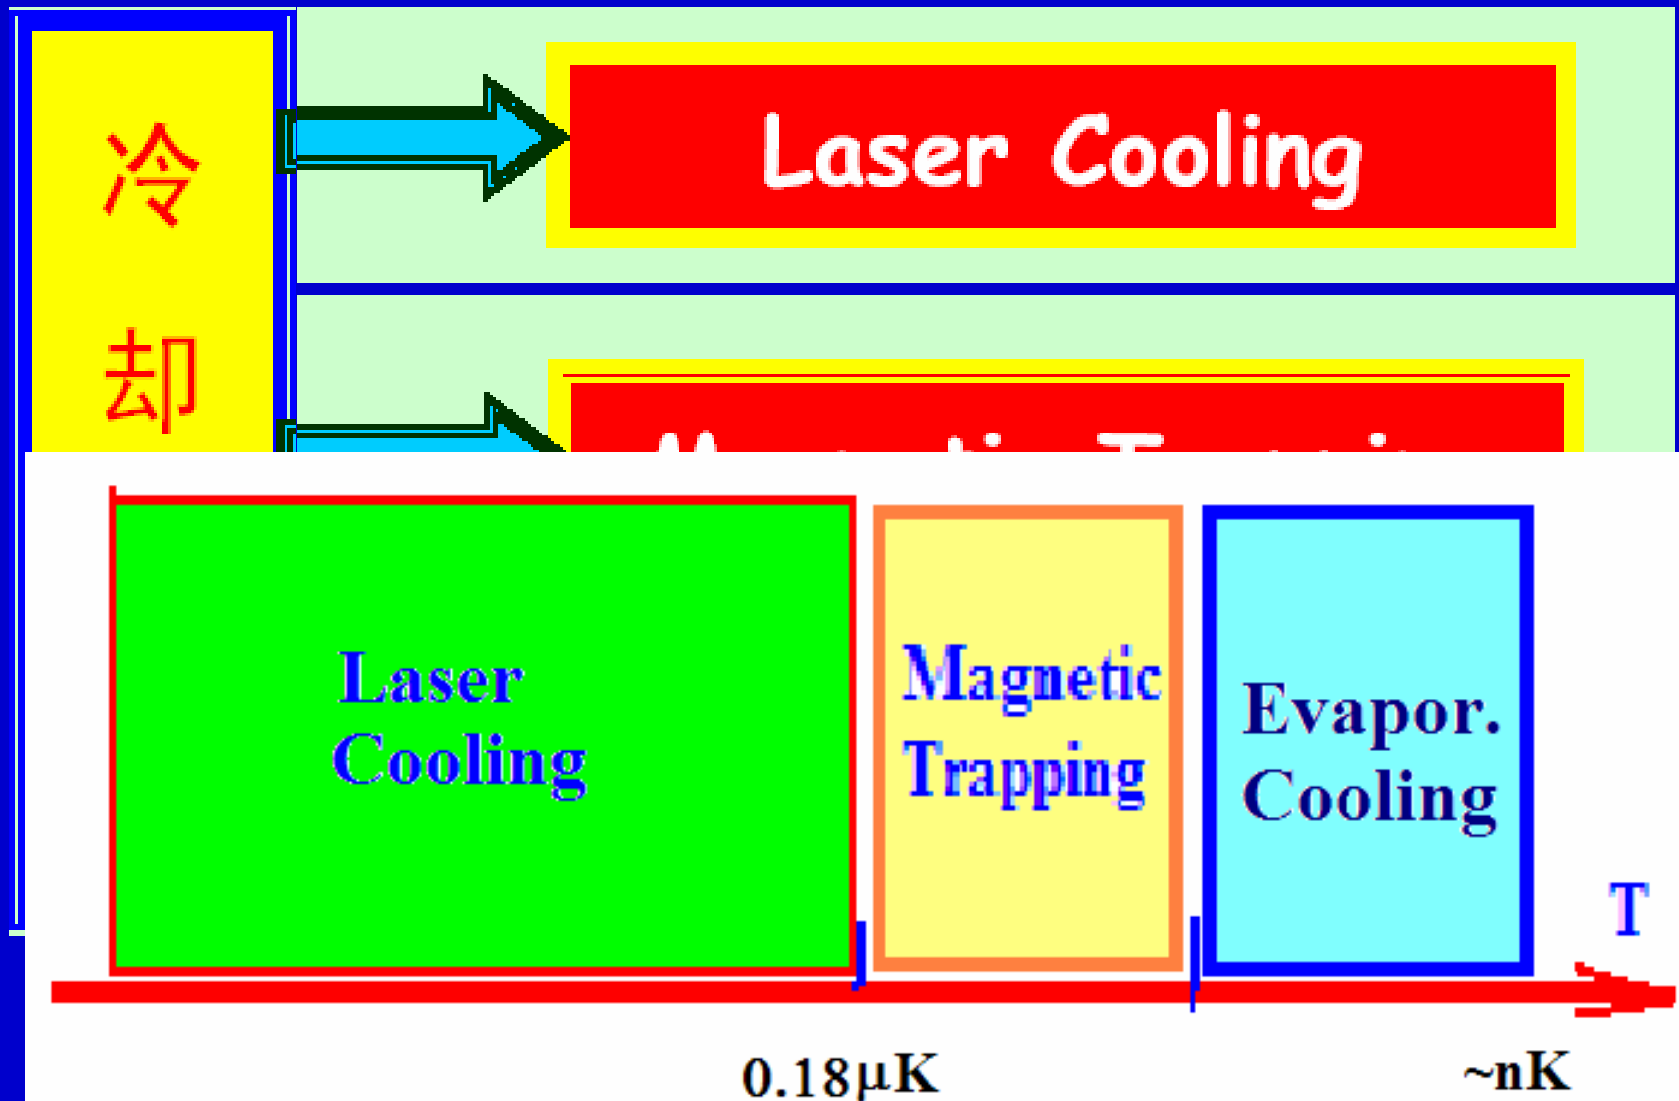 冷
却
Laser Cooling
Laser
Cooling
Magnetic
Trapping
Evapor.
Cooling
T
0.18μK
~nK